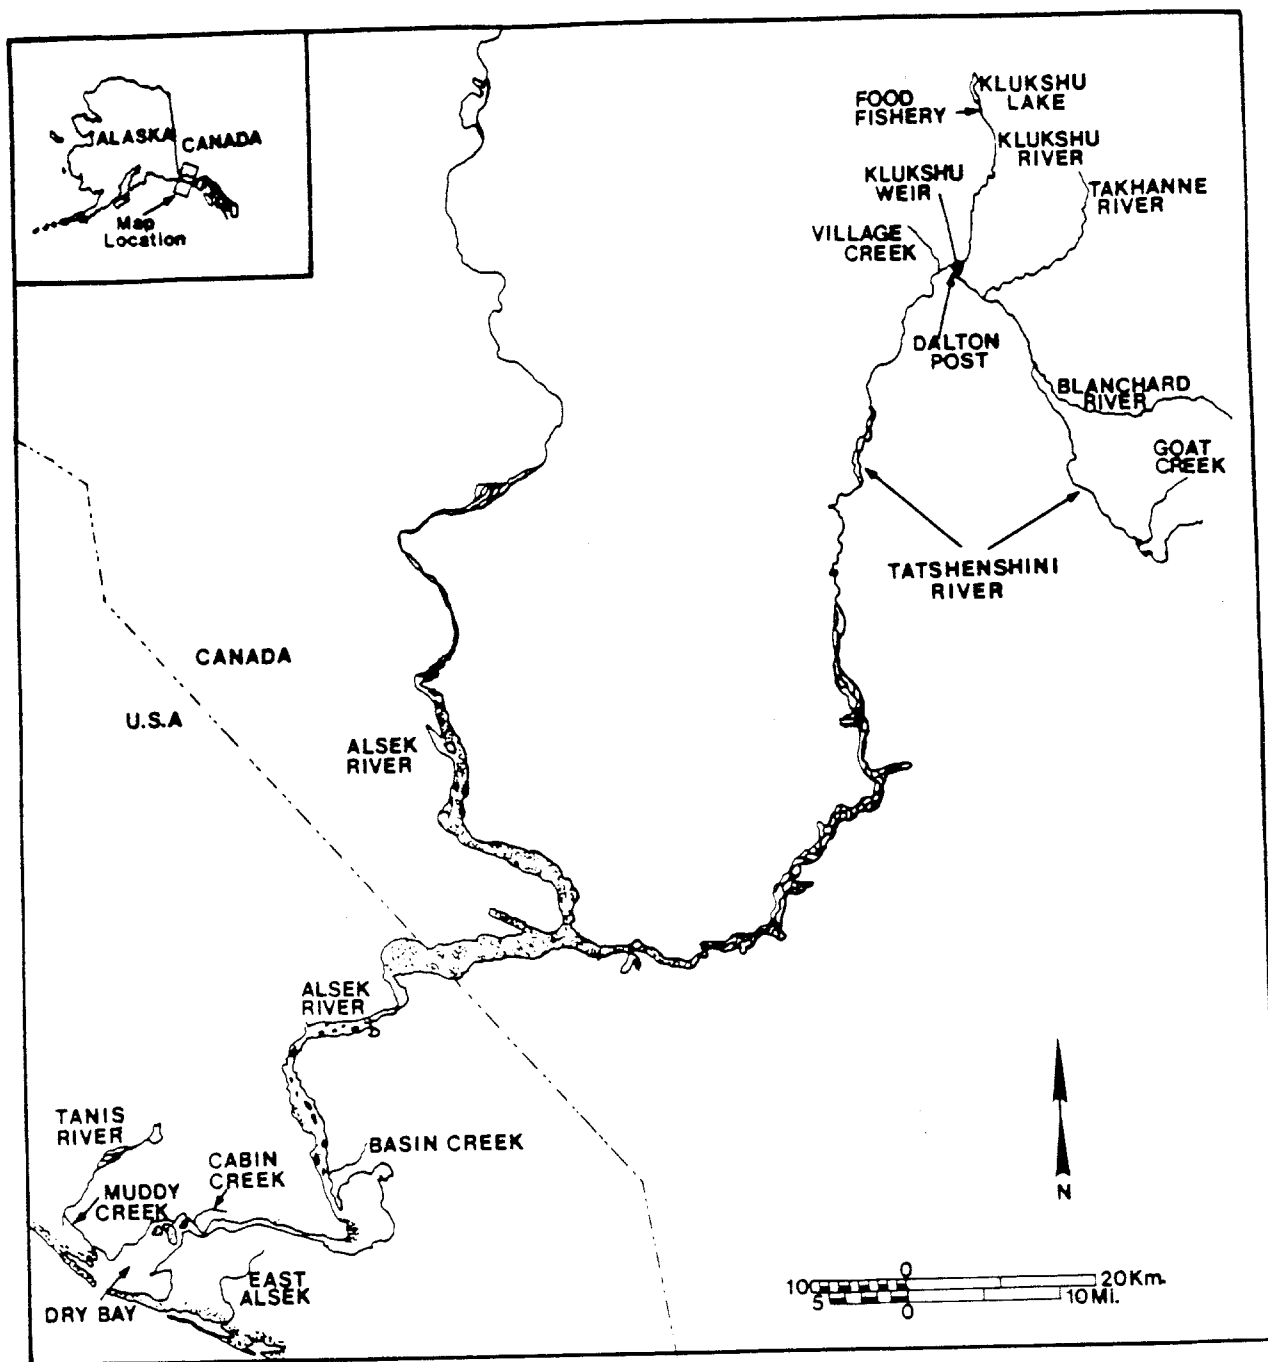 ALASKA
CANADA
Map
Location
FOOD
FISHERY
KLUKSHU
LAKE
KLUKSHU
RIVER
KLUKSHU
WEIR
TAKHANNE
RIVER
VILLAGE
CREEK
DALTON
POST
BLANCHARD
RIVER
GOAT
CREEK
TATSHENSHINI
RIVER
CANADA
U.S.A
ALSEK
RIVER
ALSEK
RIVER
TANIS
RIVER
BASIN CREEK
CABIN
CREEK
MUDDY
CREEK
EAST
ALSEK
DRY BAY
N
10 0 20Km.
5 0 10Mi.